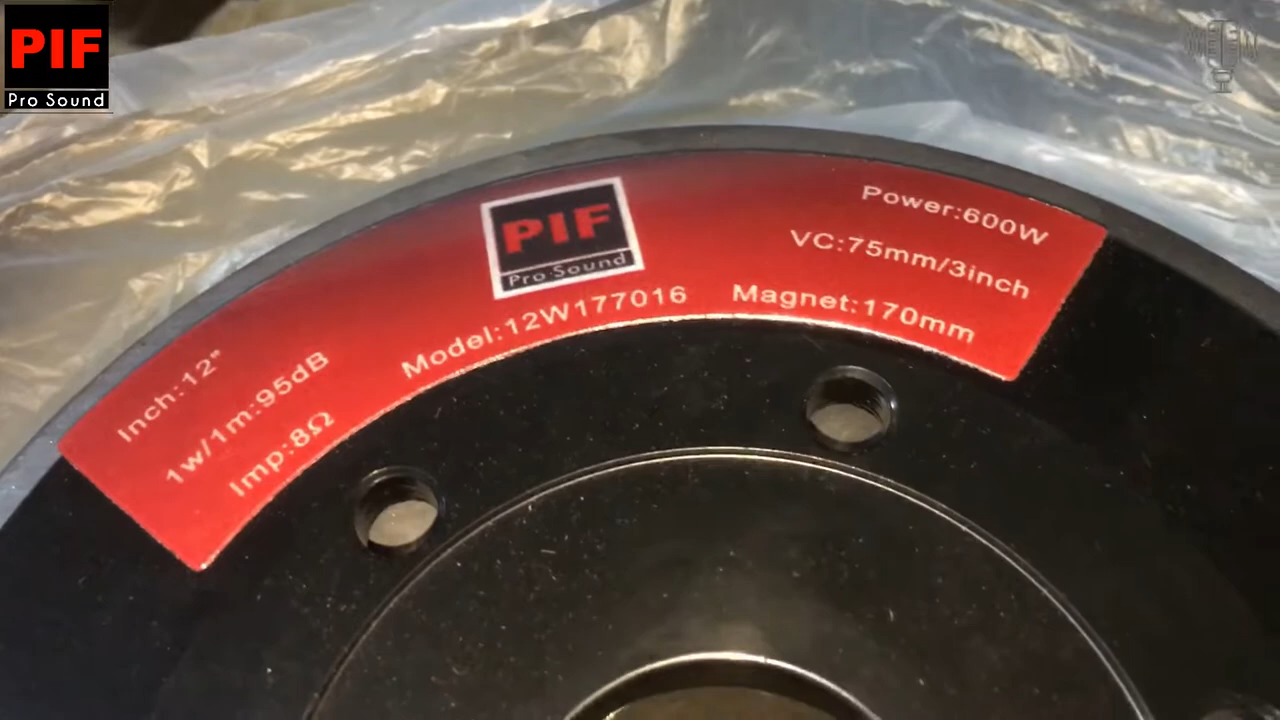 PIF
Pro Sound
PIF
Pro Sound
Inch:12"
1w/1m:95dB
Imp:8Ω
Model:12W177016
Power:600W
VC:75mm/3inch
Magnet:170mm